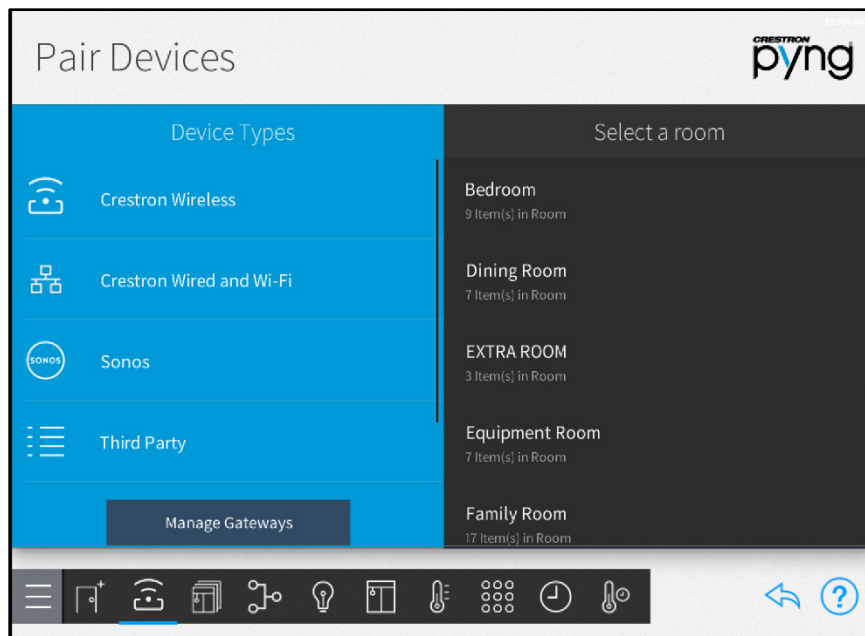 Pair Devices
CRESTRON
pyng
Device Types
Select a room
Crestron Wireless
Bedroom
9 Item(s) in Room
Crestron Wired and Wi-Fi
Dining Room
7 Item(s) in Room
SONOS
Sonos
EXTRA ROOM
3 Item(s) in Room
Third Party
Equipment Room
7 Item(s) in Room
Manage Gateways
Family Room
17 Item(s) in Room
?